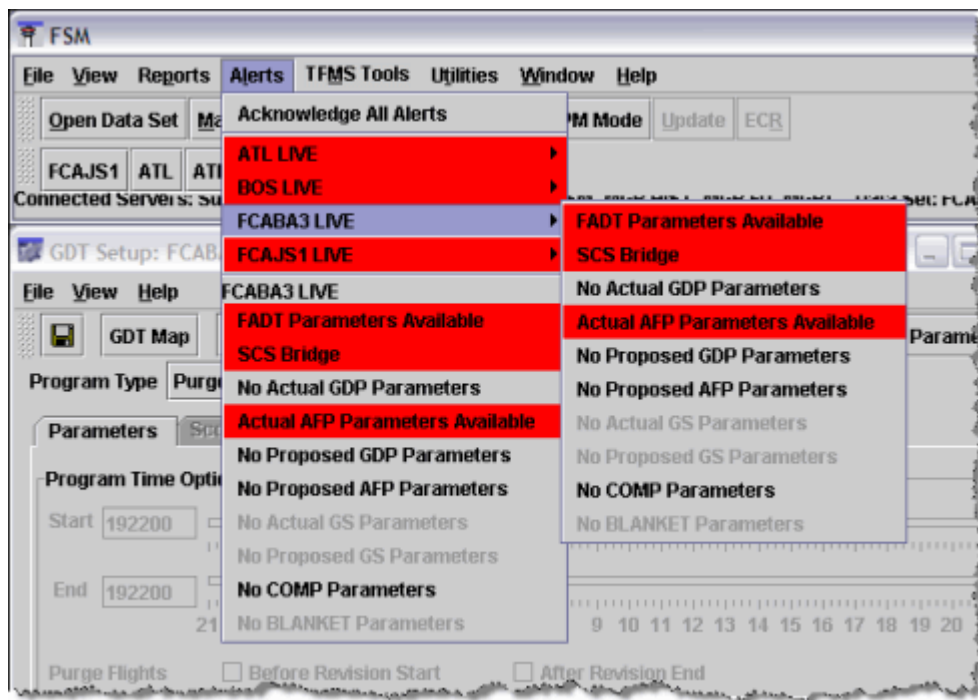 FSM
File View Reports Alerts TFMS Tools Utilities Window Help
Open Data Set
Acknowledge All Alerts
Mode Update ECR
FCAJS1 ATL
ATL LIVE
BOS LIVE
Connected Servers:
FCABA3 LIVE
FADT Parameters Available
GDT Setup:
FCAJS1 LIVE
SCS Bridge
File View Help
FCABA3 LIVE
No Actual GDP Parameters
GDT Map
FADT Parameters Available
Actual AFP Parameters Available
SCS Bridge
No Proposed GDP Parameters
Program Type
No Actual GDP Parameters
No Proposed AFP Parameters
Parameters
Actual AFP Parameters Available
No Actual GS Parameters
No Proposed GDP Parameters
No Proposed GS Parameters
Program Time
No Proposed AFP Parameters
No COMP Parameters
Start 192200
No Actual GS Parameters
No BLANKET Parameters
No Proposed GS Parameters
End 192200
No COMP Parameters
21
No BLANKET Parameters
9 10 11 12 13 14 15 16 17 18 19 20
Purge Flights Before Revision Start After Revision End